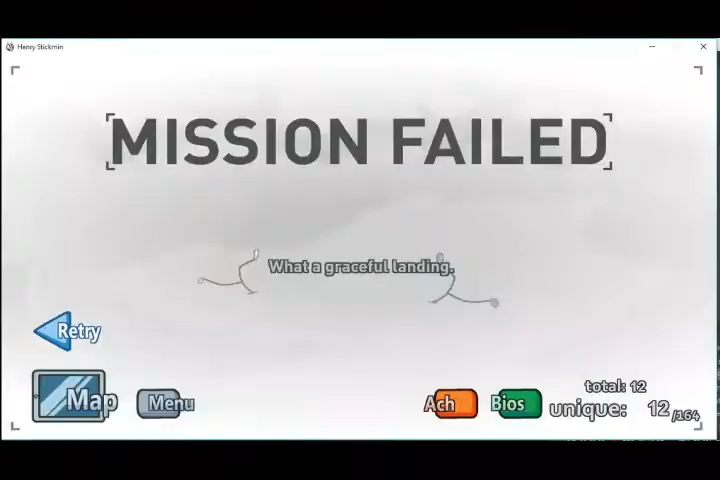 Henry Stickmin
MISSION FAILED
What a graceful landing.
Retry
Map
Menu
Ach
Bios
total: 12
unique: 12/164